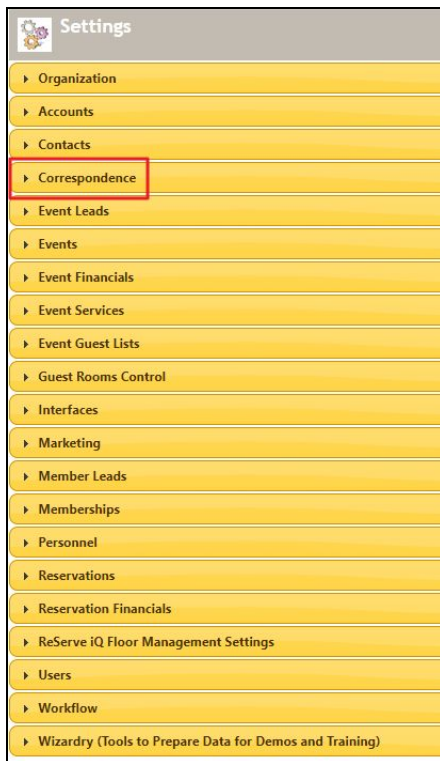 Settings
Organization
Accounts
Contacts
Correspondence
Event Leads
Events
Event Financials
Event Services
Event Guest Lists
Guest Rooms Control
Interfaces
Marketing
Member Leads
Memberships
Personnel
Reservations
Reservation Financials
ReServe iQ Floor Management Settings
Users
Workflow
Wizardry (Tools to Prepare Data for Demos and Training)